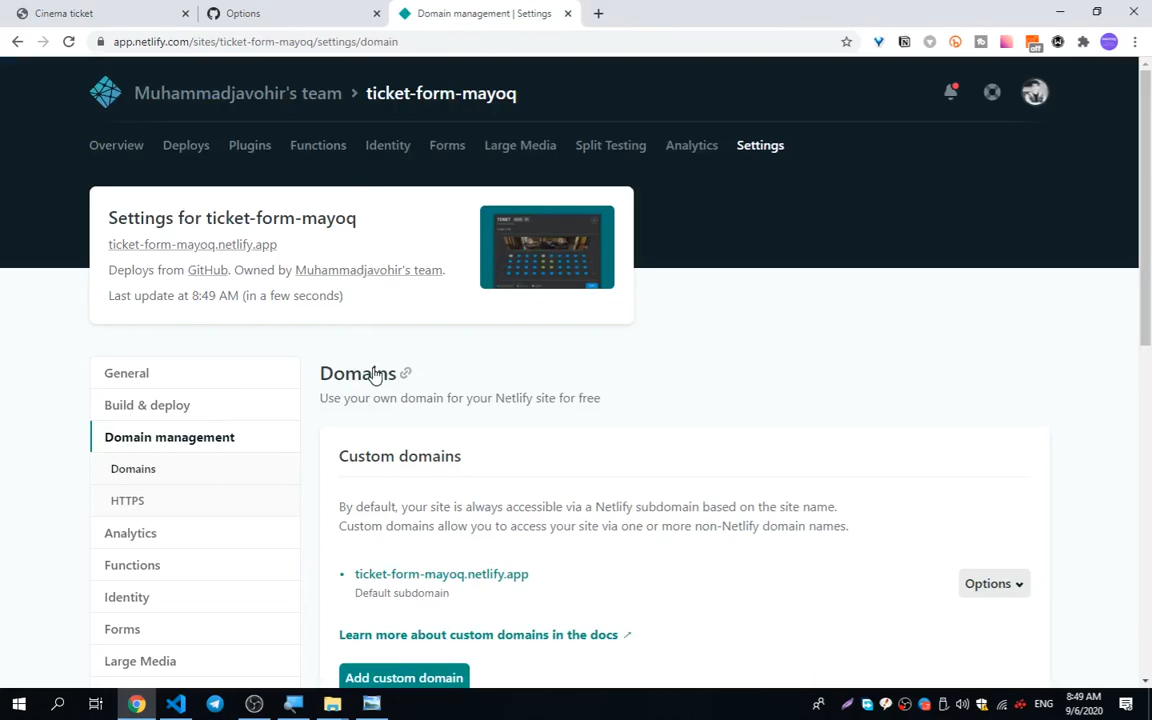 Cinema ticket
Options
Domain management | Settings
app.netlify.com/sites/ticket-form-mayoq/settings/domain
off
Muhammadjavohir's team > ticket-form-mayoq
Overview Deploys Plugins Functions Identity Forms Large Media Split Testing Analytics Settings
Settings for ticket-form-mayoq
ticket-form-mayoq.netlify.app
Deploys from GitHub. Owned by Muhammadjavohir's team.
Last update at 8:49 AM (in a few seconds)
General
Build & deploy
Domain management
Domains
HTTPS
Analytics
Functions
Identity
Forms
Large Media
Domains
Use your own domain for your Netlify site for free
Custom domains
By default, your site is always accessible via a Netlify subdomain based on the site name.
Custom domains allow you to access your site via one or more non-Netlify domain names.
• ticket-form-mayoq.netlify.app
Default subdomain
Options
Learn more about custom domains in the docs ↗
Add custom domain
ENG
8:49 AM
9/6/2020